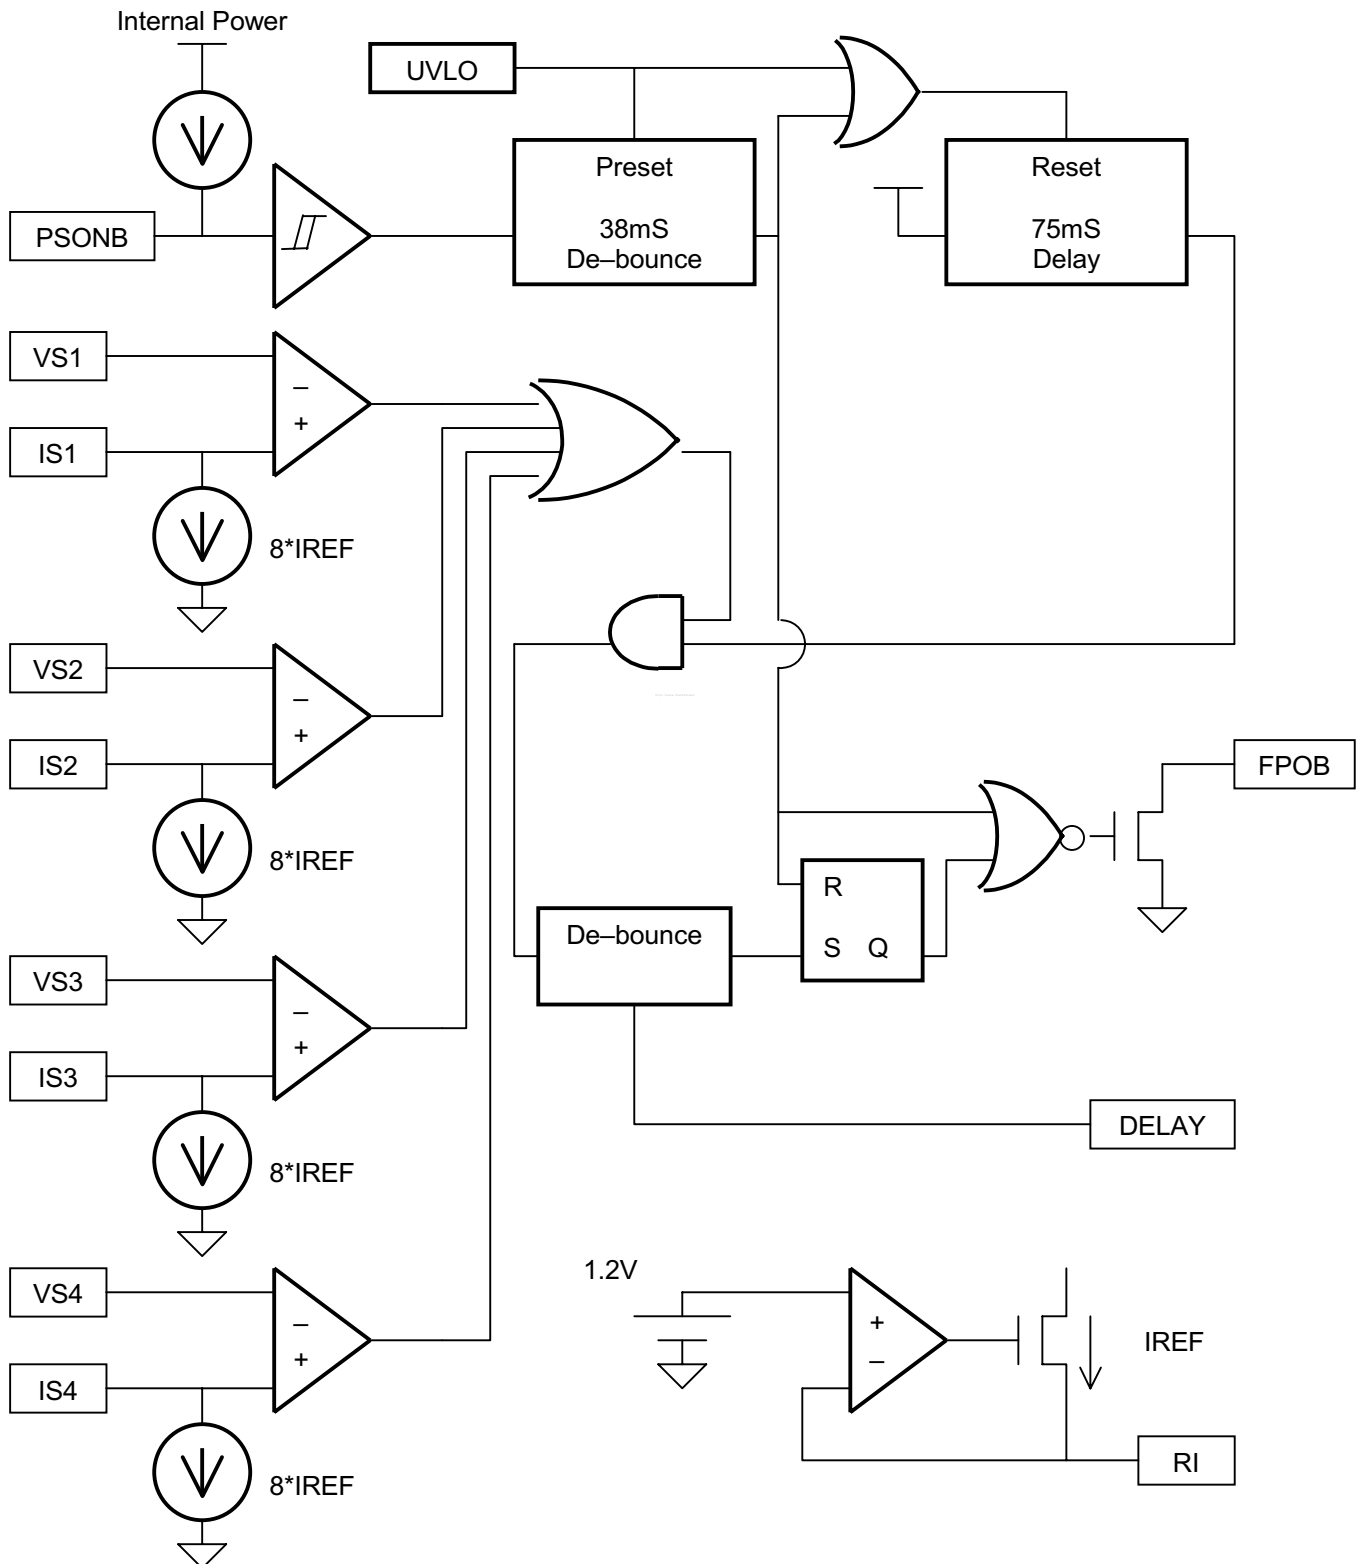 Internal Power
UVLO
Preset
Reset
PSONB
38mS
De–bounce
75mS
Delay
VS1
–
+
IS1
8*IREF
VS2
–
+
IS2
8*IREF
FPOB
R
S Q
De–bounce
VS3
–
+
IS3
8*IREF
DELAY
VS4
–
+
IS4
8*IREF
1.2V
+
–
IREF
RI